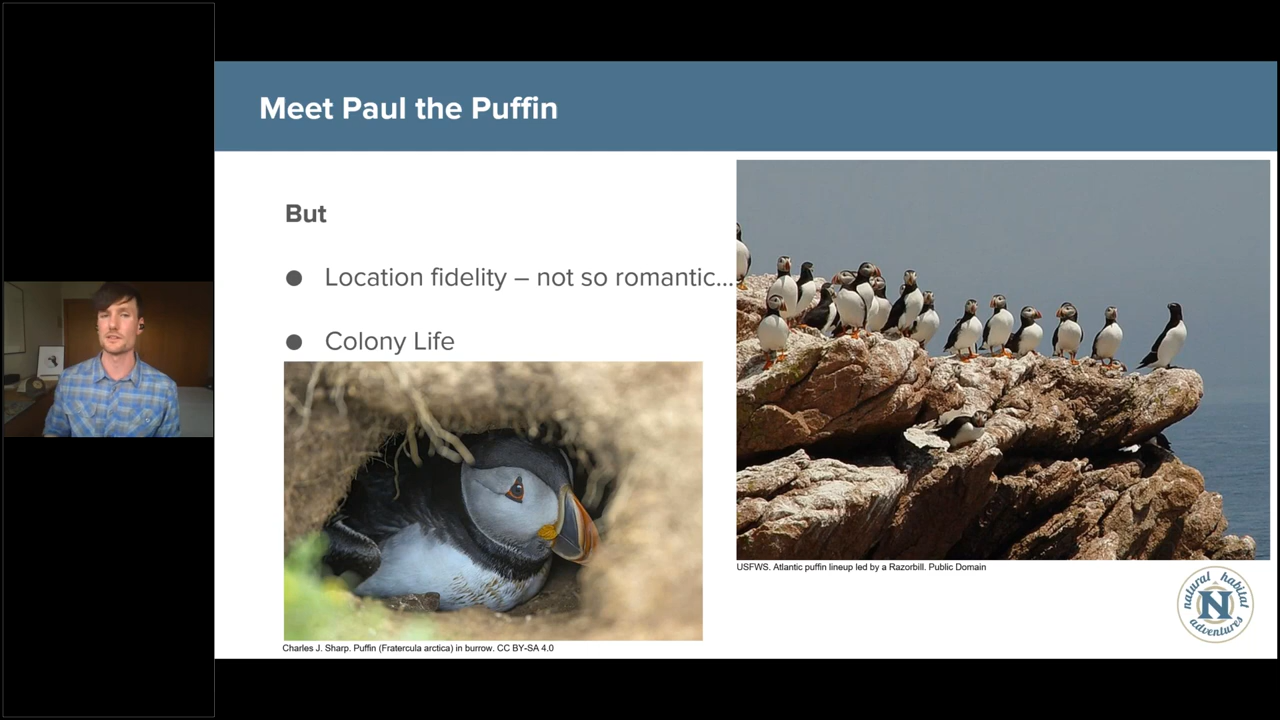 Meet Paul the Puffin
But
● Location fidelity – not so romantic...
● Colony Life
USFWS. Atlantic puffin lineup led by a Razorbill. Public Domain
natural habitat
N
adventures
Charles J. Sharp. Puffin (Fratercula arctica) in burrow. CC BY-SA 4.0